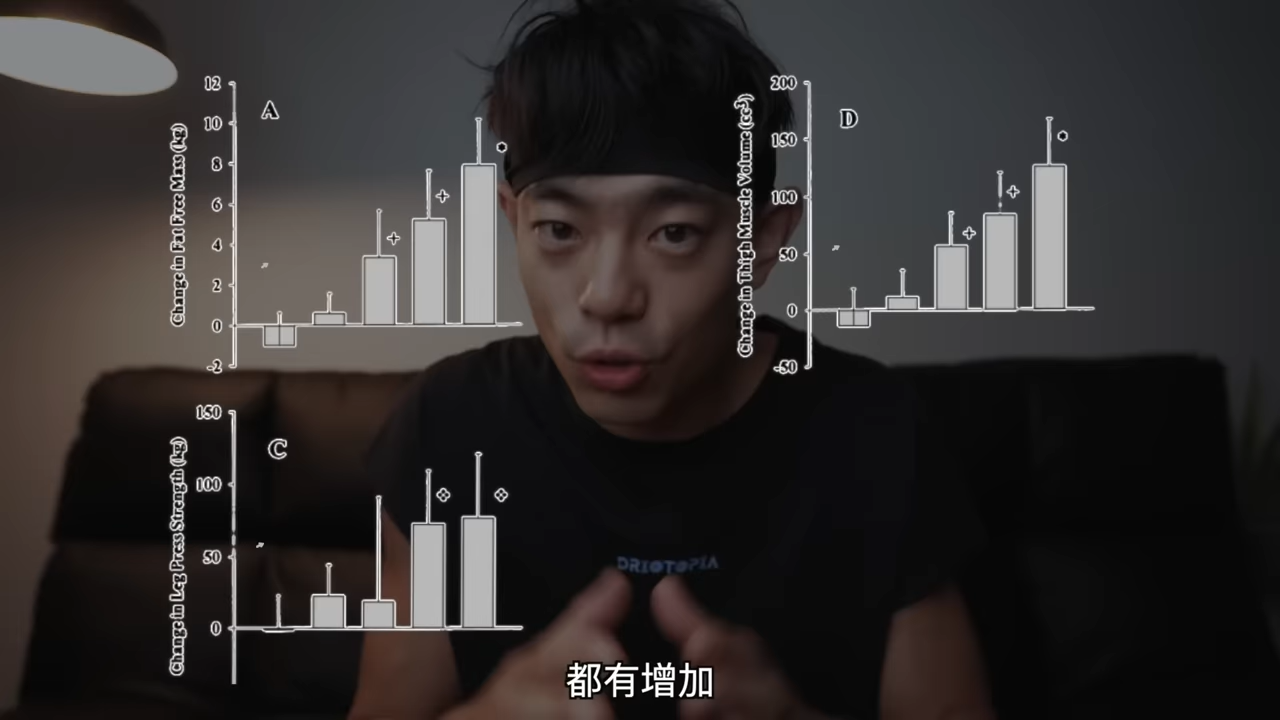 12
10
8
6
4
2
0
-2
Change in Fat Free Mass (kg)
A
+
+
200
150
100
50
0
-50
Change in Thigh Muscle Volume (cc³)
D
+
+
150
100
50
0
Change in Leg Press Strength (kg)
C
DRIOTOPIA
都有增加